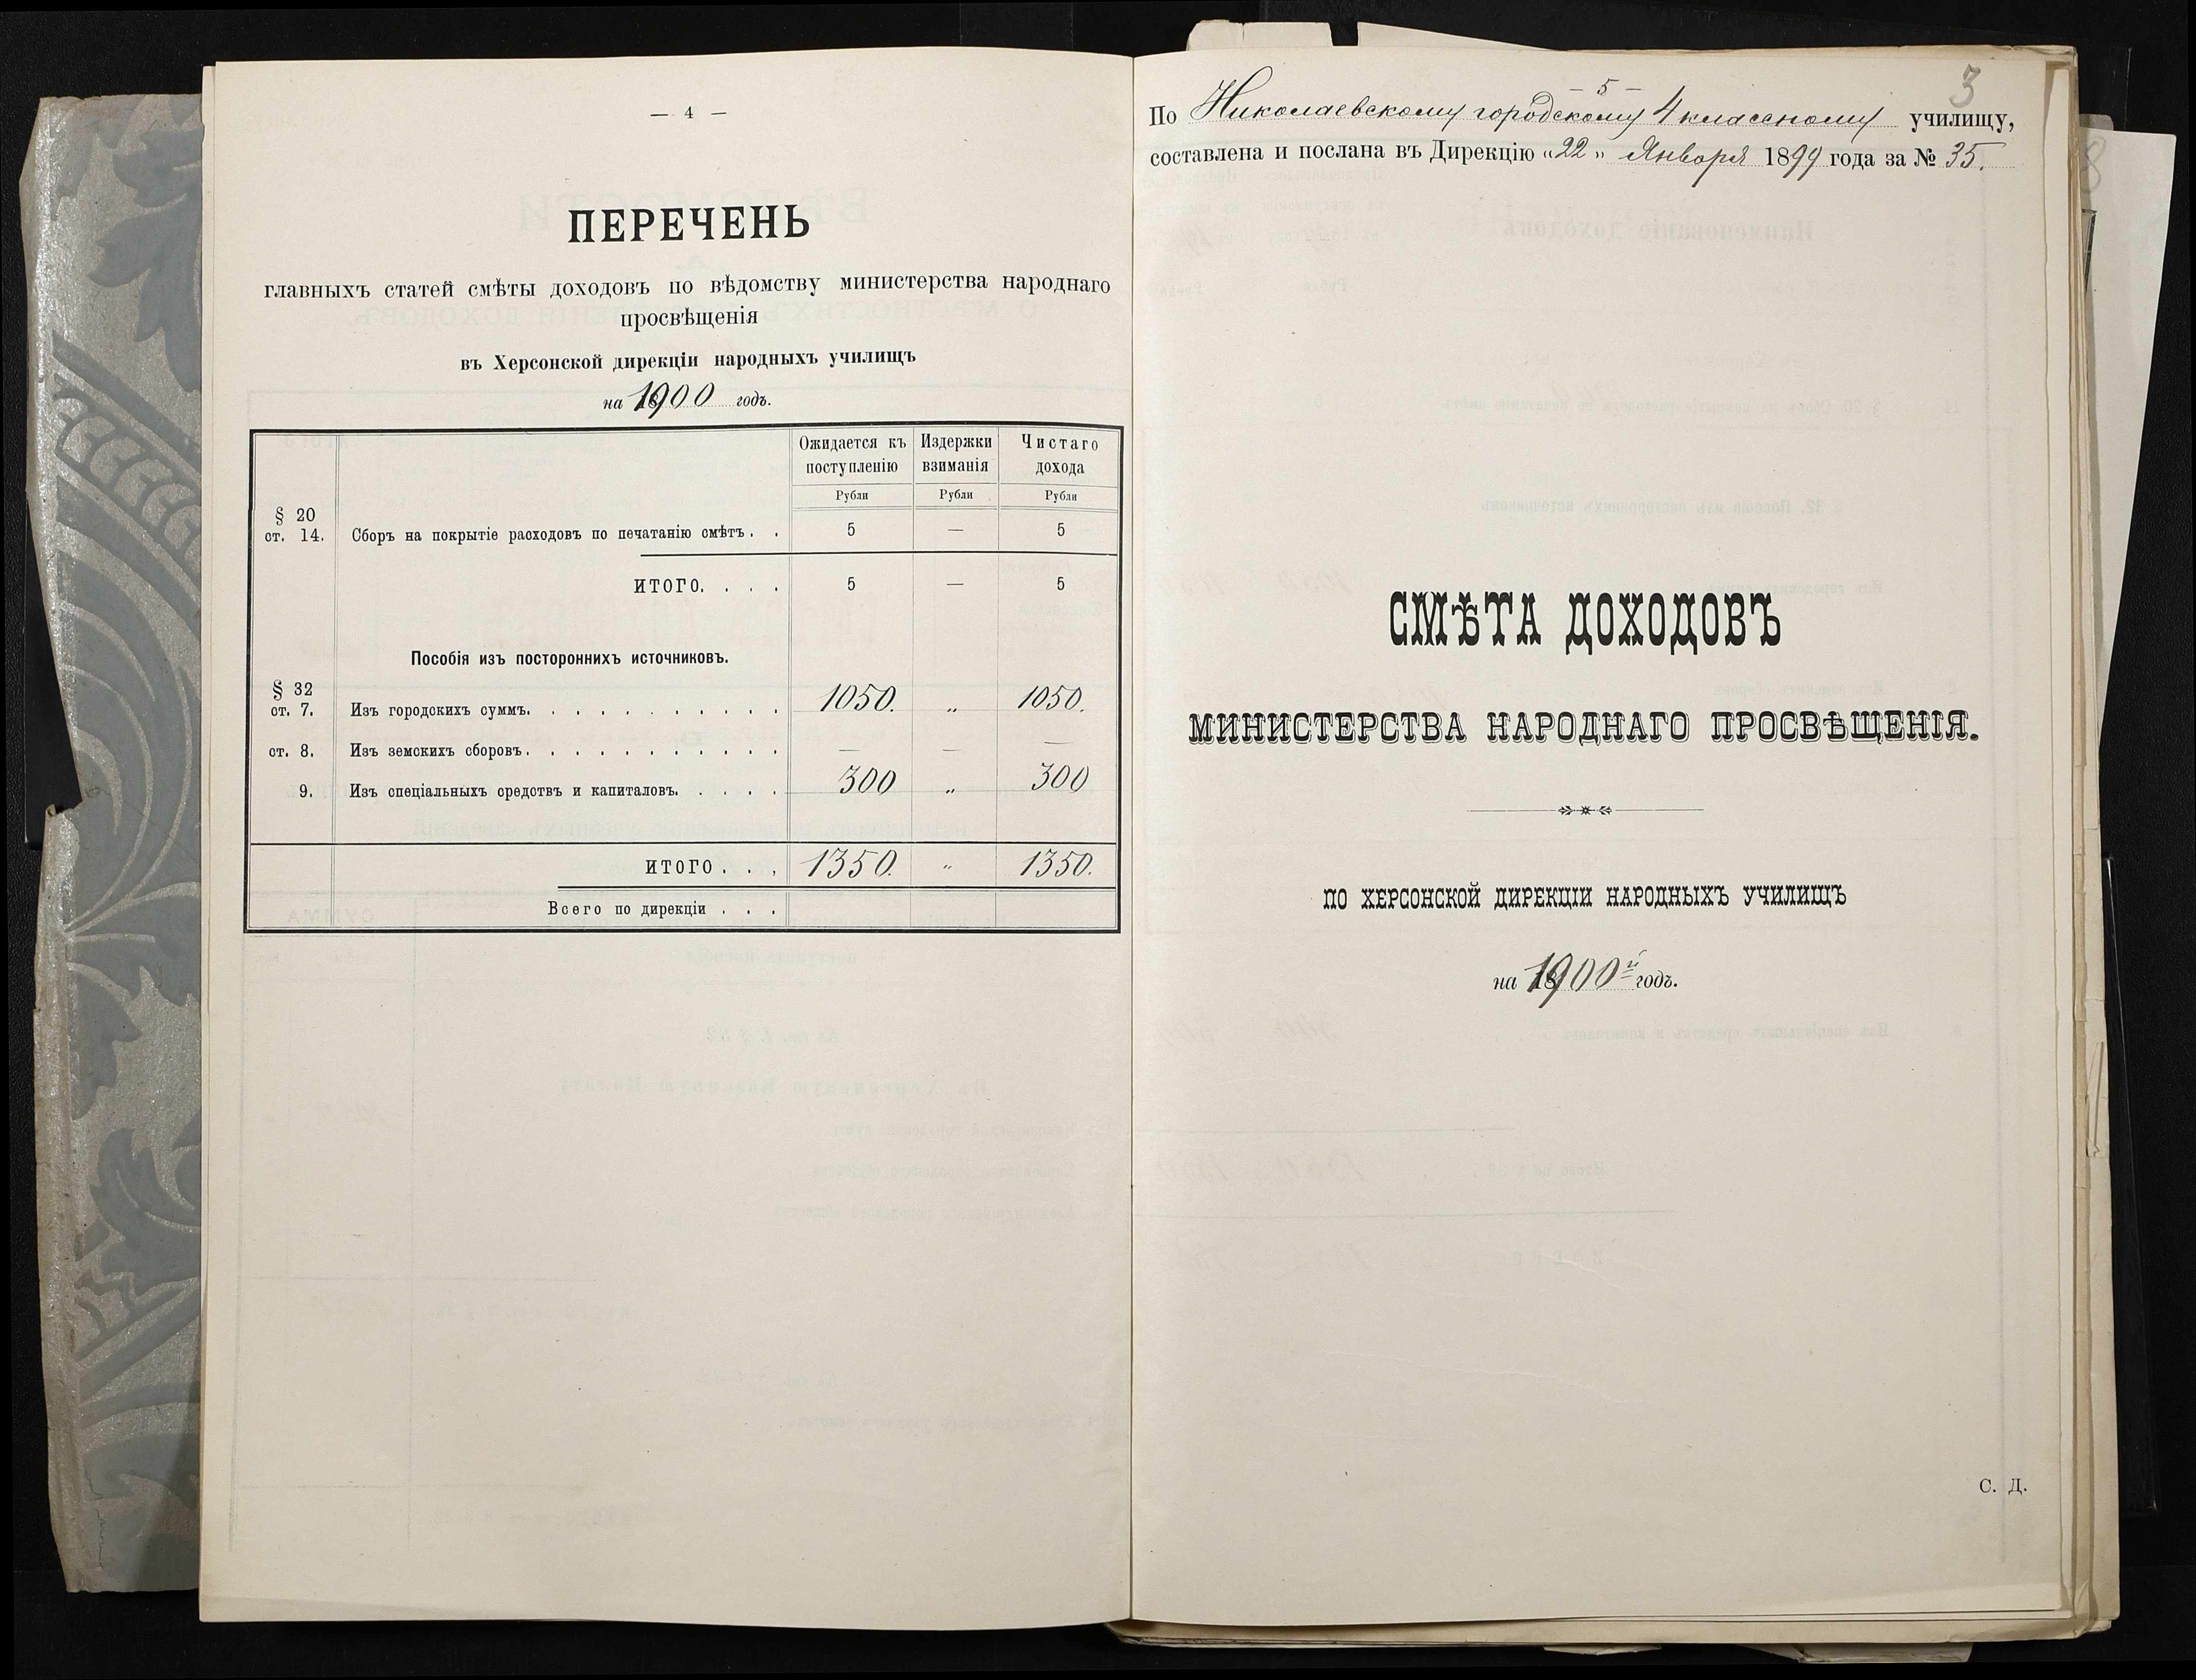 — 4 —
ПЕРЕЧЕНЬ
главныхъ статей смѣты доходовъ по вѣдомству министерства народнаго
просвѣщенія
въ Херсонской дирекціи народныхъ училищъ
на 1900 годъ.
Ожидается къ поступленію Издержки взиманія Чистаго дохода
Рубли Рубли Рубли
§ 20
ст. 14. Сборъ на покрытіе расходовъ по печатанію смѣтъ. . 5 — 5
ИТОГО. . . . 5 — 5
Пособія изъ постороннихъ источниковъ.
§ 32
ст. 7. Изъ городскихъ суммъ. . . . . . . . . . . 1050. „ 1050.
ст. 8. Изъ земскихъ сборовъ. . . . . . . . . . . — — —
9. Изъ спеціальныхъ средствъ и капиталовъ. . . . . 300 „ 300
ИТОГО . . , 1350. „ 1350.
Всего по дирекціи . . .
— 5 —
3
По Николаевскому городскому 4 классному училищу,
составлена и послана въ Дирекцію „22„ Января 1899 года за № 35.
СМѢТА ДОХОДОВЪ
МИНИСТЕРСТВА НАРОДНАГО ПРОСВѢЩЕНІЯ.
ПО ХЕРСОНСКОЙ ДИРЕКЦІИ НАРОДНЫХЪ УЧИЛИЩЪ
на 1900й годъ.
С. Д.